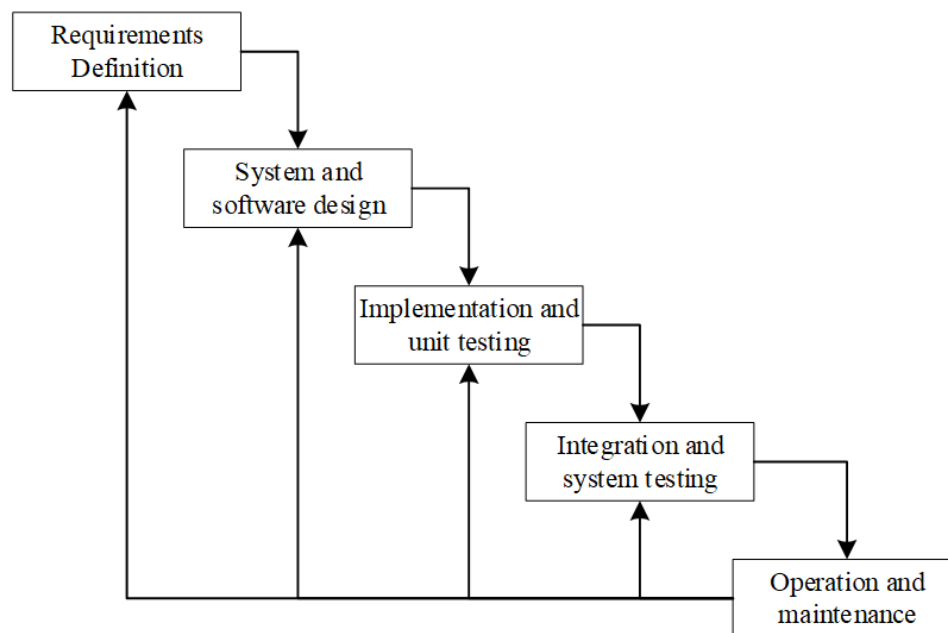 Requirements
Definition
System and
software design
Implementation and
unit testing
Integration and
system testing
Operation and
maintenance